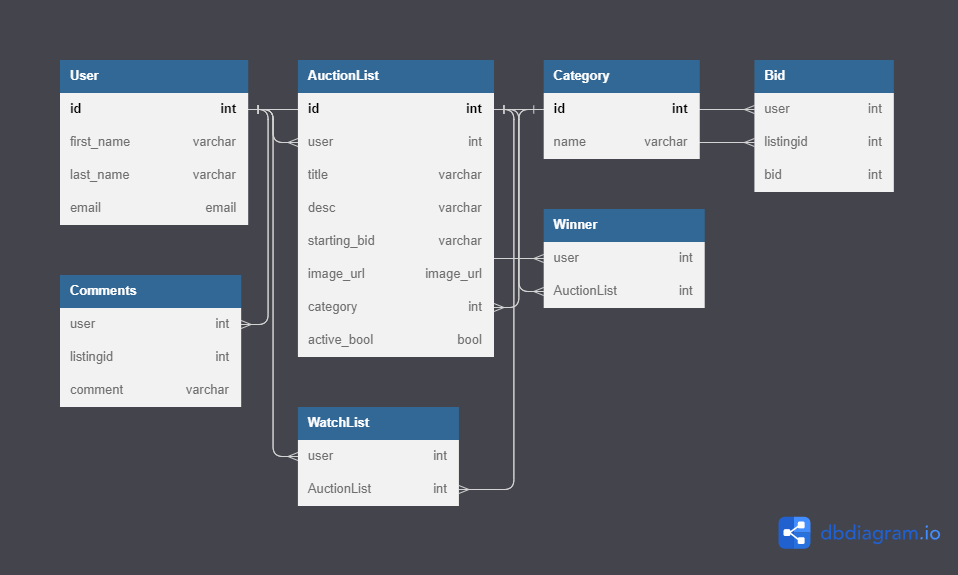 User
id int
first_name varchar
last_name varchar
email email
AuctionList
id int
user int
title varchar
desc varchar
starting_bid varchar
image_url image_url
category int
active_bool bool
Category
id int
name varchar
Bid
user int
listingid int
bid int
Winner
user int
AuctionList int
Comments
user int
listingid int
comment varchar
WatchList
user int
AuctionList int
dbdiagram.io